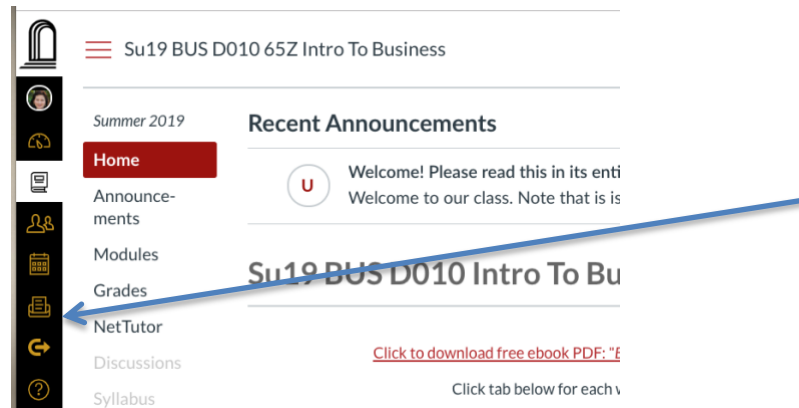 Su19 BUS D010 65Z Intro To Business
Summer 2019
Home
Announce-
ments
Modules
Grades
NetTutor
Discussions
Syllabus
Recent Announcements
U
Welcome! Please read this in its enti
Welcome to our class. Note that is is
Su19 BUS D010 Intro To Bu
Click to download free ebook PDF: "E
Click tab below for each w